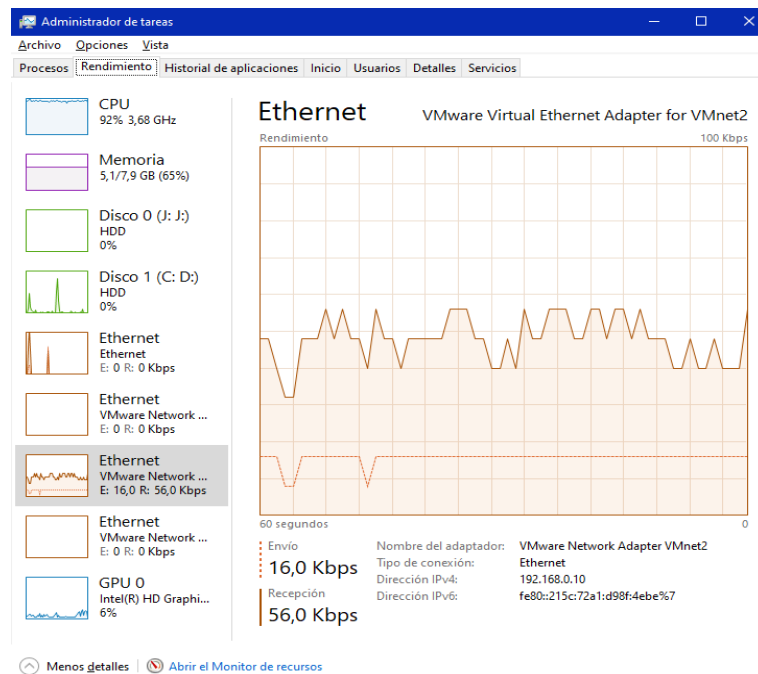 Administrador de tareas
Archivo Opciones Vista
Procesos Rendimiento Historial de aplicaciones Inicio Usuarios Detalles Servicios
CPU
92% 3,68 GHz
Memoria
5,1/7,9 GB (65%)
Disco 0 (J: J:)
HDD
0%
Disco 1 (C: D:)
HDD
0%
Ethernet
Ethernet
E: 0 R: 0 Kbps
Ethernet
VMware Network ...
E: 0 R: 0 Kbps
Ethernet
VMware Network ...
E: 16,0 R: 56,0 Kbps
Ethernet
VMware Network ...
E: 0 R: 0 Kbps
GPU 0
Intel(R) HD Graphi...
6%
Ethernet VMware Virtual Ethernet Adapter for VMnet2
Rendimiento 100 Kbps
60 segundos 0
Envío
16,0 Kbps
Recepción
56,0 Kbps
Nombre del adaptador: VMware Network Adapter VMnet2
Tipo de conexión: Ethernet
Dirección IPv4: 192.168.0.10
Dirección IPv6: fe80::215c:72a1:d98f:4ebe%7
Menos detalles Abrir el Monitor de recursos